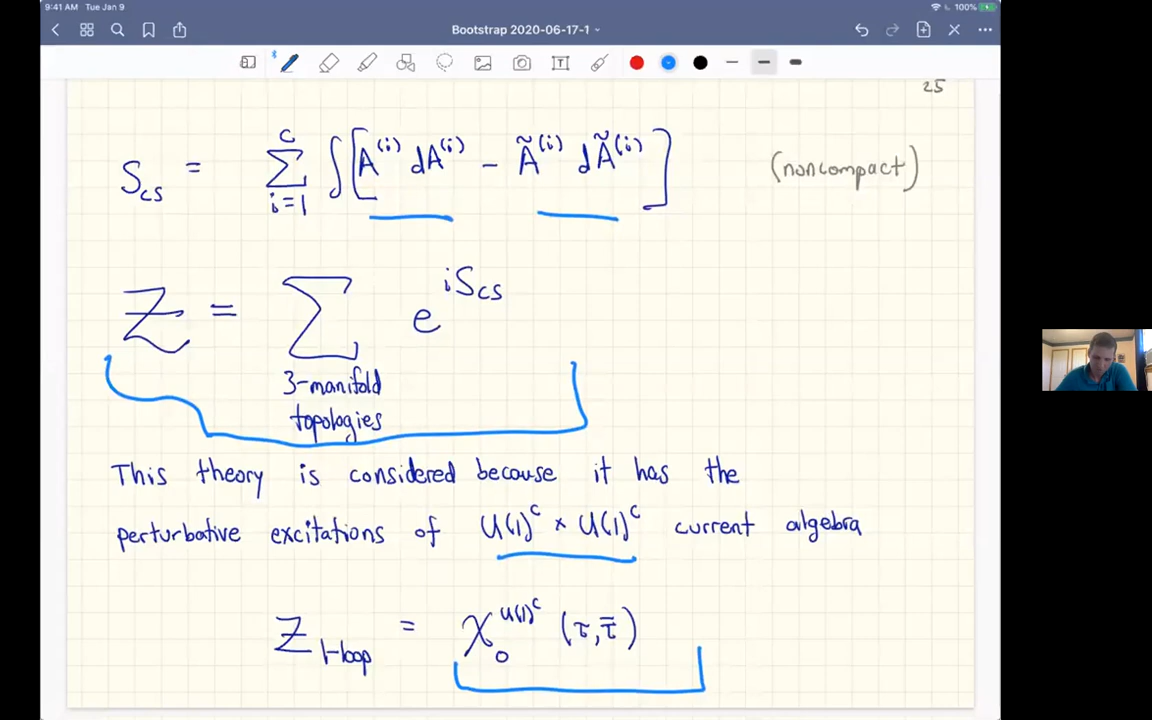 9:41 AM Tue Jan 9
100%
Bootstrap 2020-06-17-1
25
S_CS = Σ_{i=1}^{C} ∫ [A^(i) dA^(i) − Ã^(i) dÃ^(i)] (noncompact)
Z = Σ e^{iS_CS}
3-manifold
topologies
This theory is considered because it has the
perturbative excitations of U(1)^c × U(1)^c current algebra
Z_{1-loop} = χ_0^{U(1)^c} (τ, τ̄)